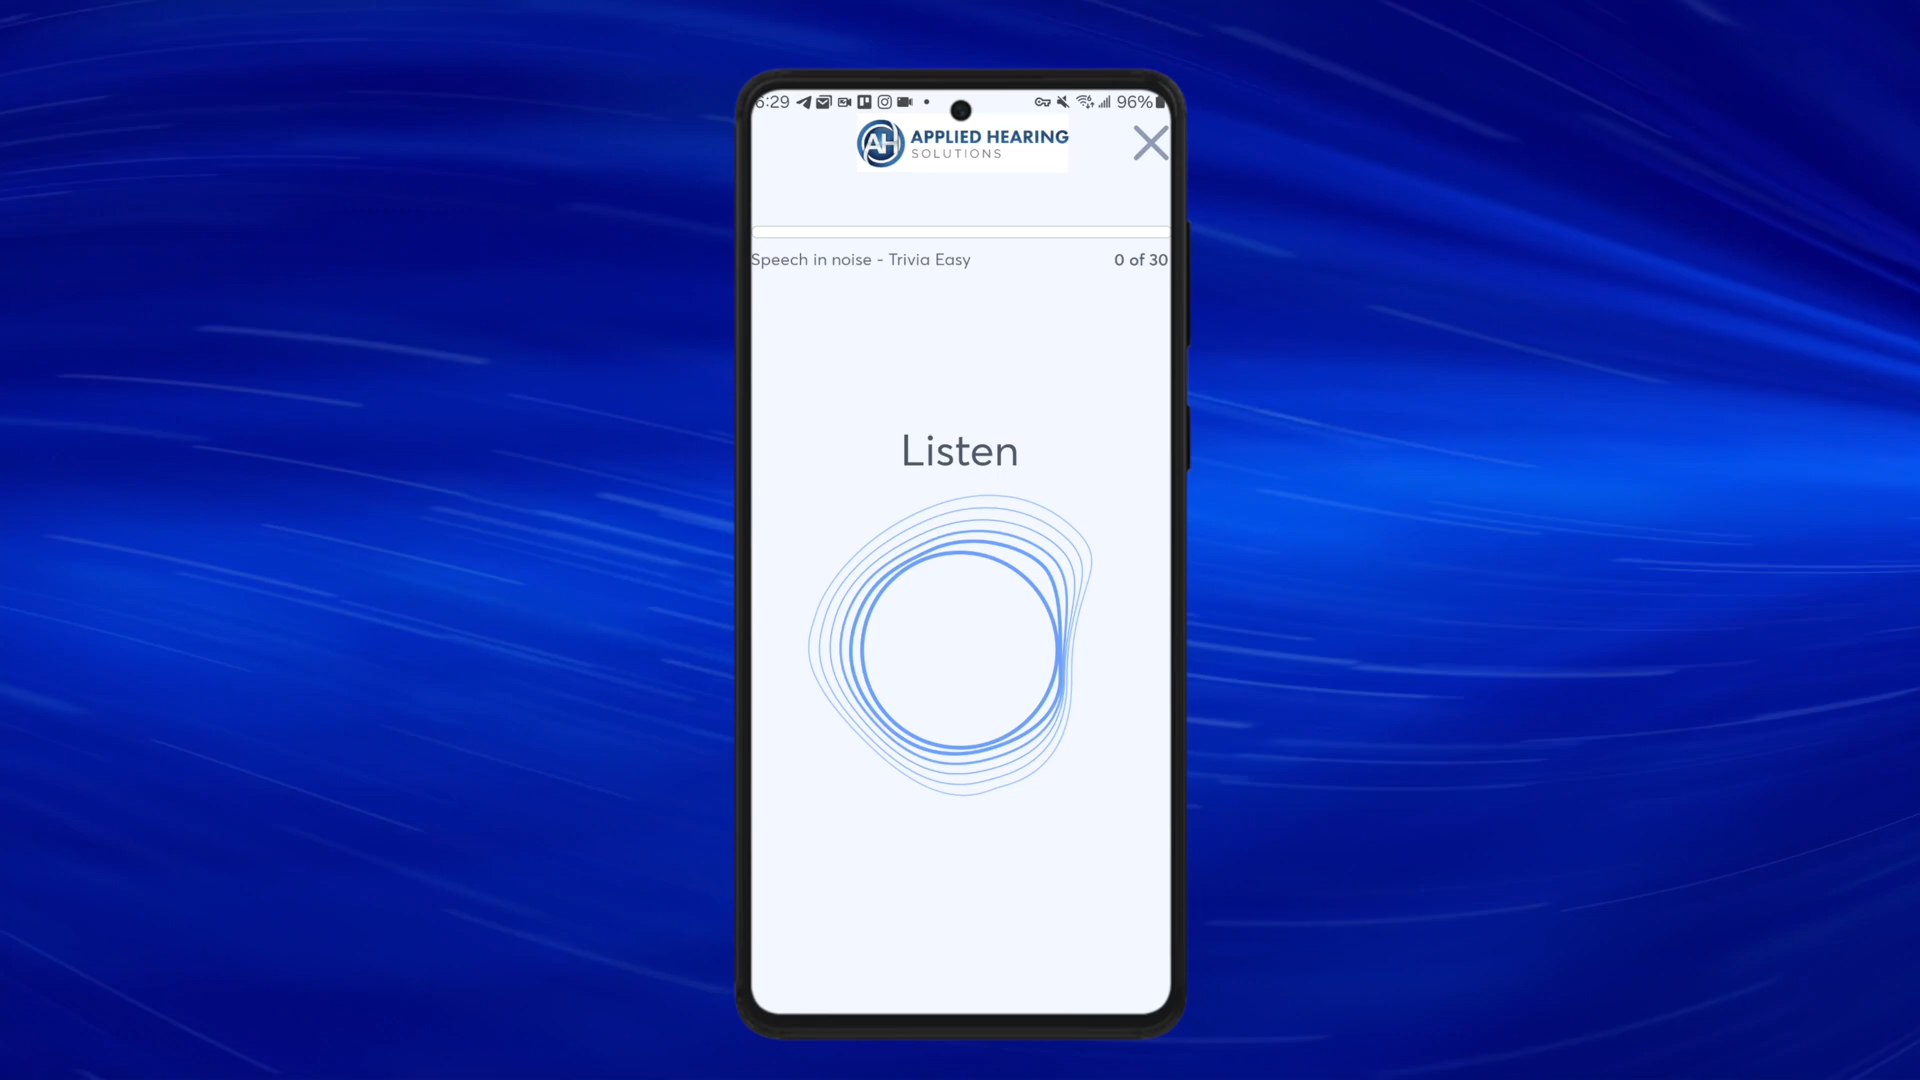 6:29 96%
APPLIED HEARING
SOLUTIONS
Speech in noise - Trivia Easy 0 of 30
Listen